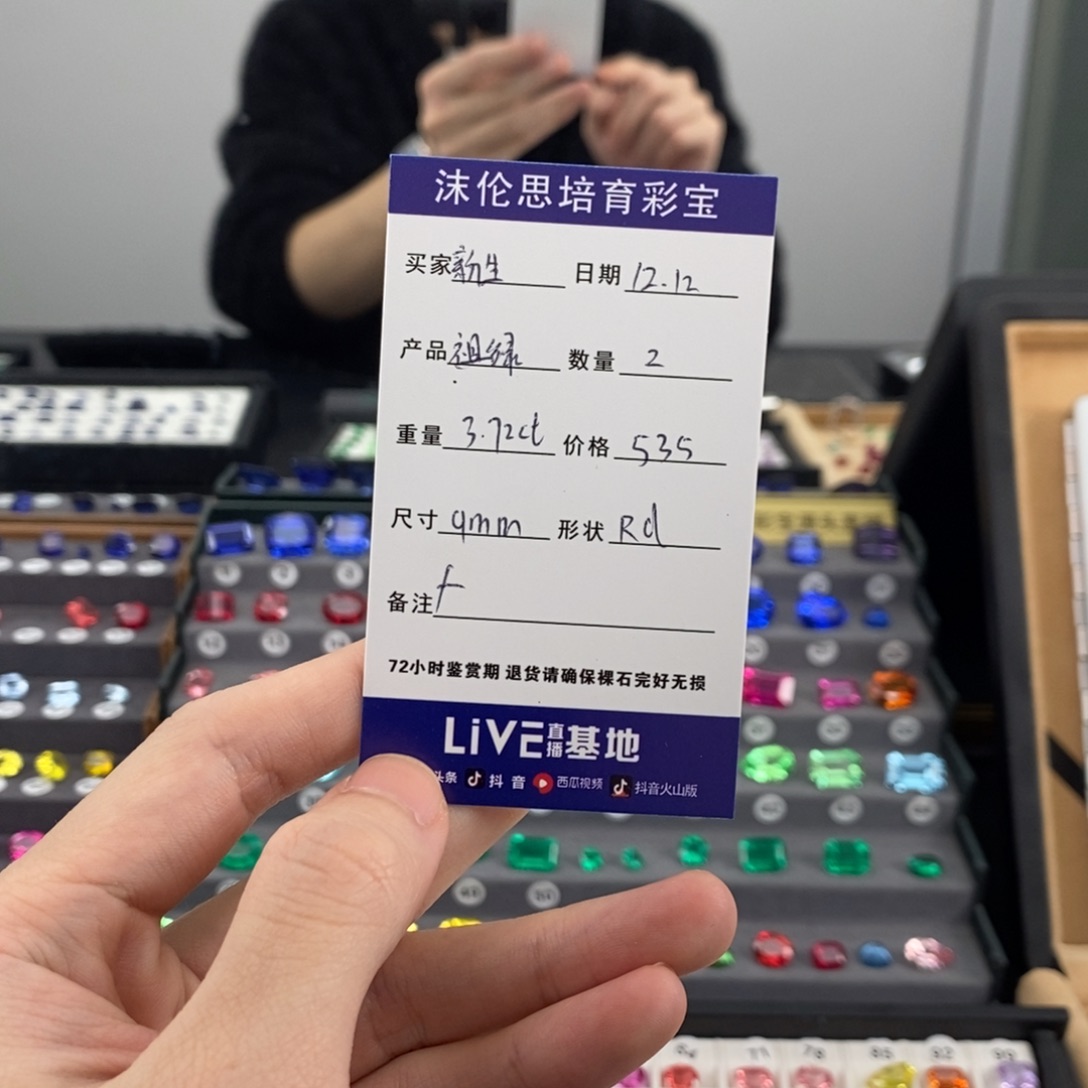 沫伦思培育彩宝
买家 新生 日期 12.12
产品 祖绿 数量 2
重量 3.72ct 价格 535
尺寸 9mm 形状 Rd
备注 f
72小时鉴赏期 退货请确保裸石完好无损
LiVE直播基地
头条 抖音 西瓜视频 抖音火山版